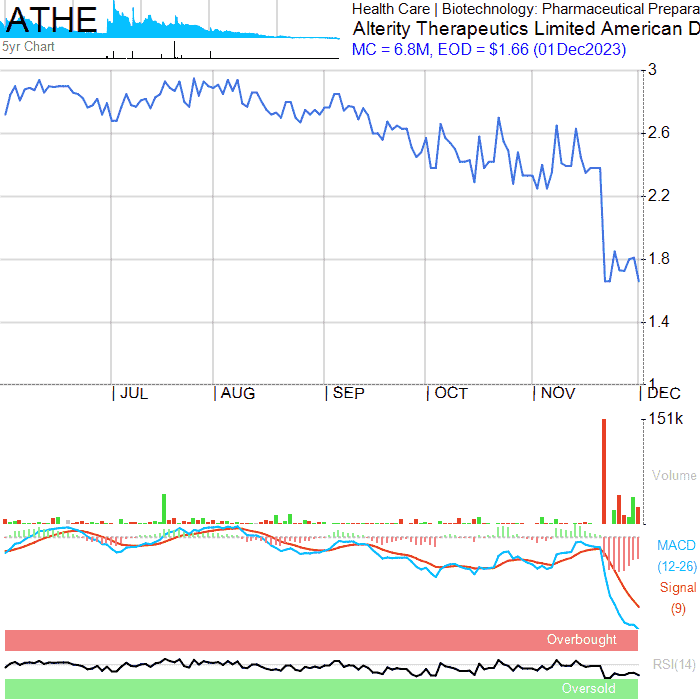 ATHE
5yr Chart
Health Care | Biotechnology: Pharmaceutical Prepara
Alterity Therapeutics Limited American D
MC = 6.8M, EOD = $1.66 (01Dec2023)
3
2.6
2.2
1.8
1.4
1
JUL
AUG
SEP
OCT
NOV
DEC
151k
Volume
MACD
(12-26)
Signal
(9)
Overbought
RSI(14)
Oversold